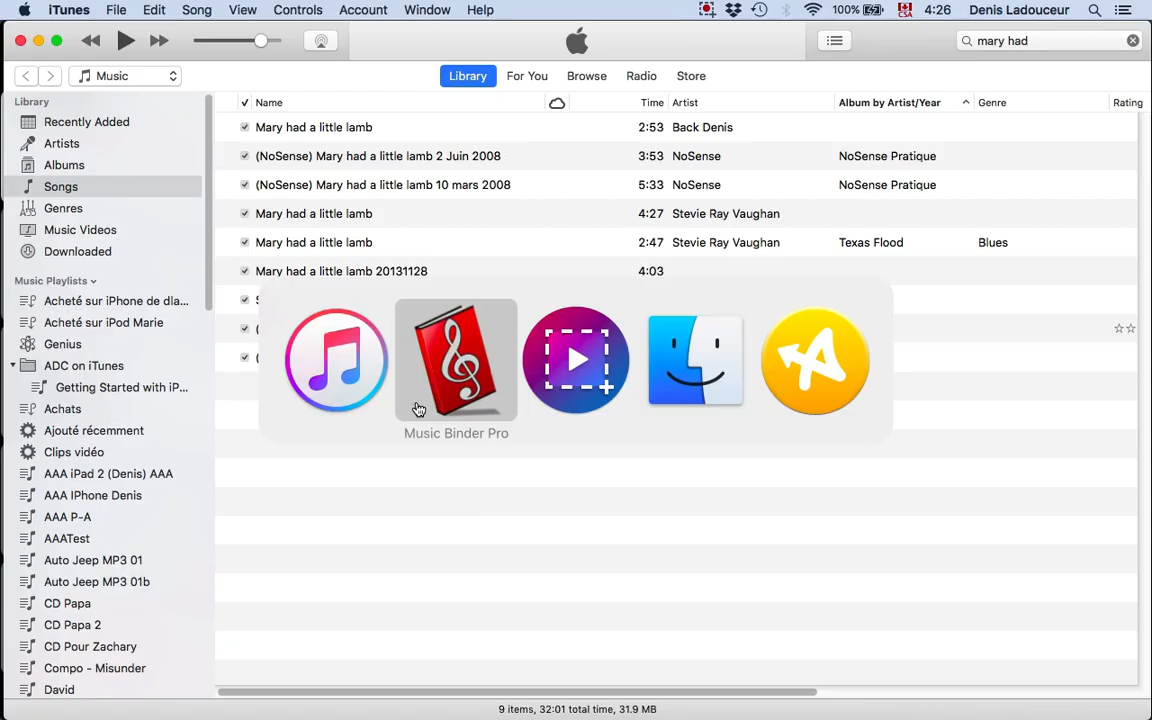 iTunes File Edit Song View Controls Account Window Help 100% CSA 4:26 Denis Ladouceur
mary had
Music Library For You Browse Radio Store
Library
Recently Added
Artists
Albums
Songs
Genres
Music Videos
Downloaded
Music Playlists
Acheté sur iPhone de dla...
Acheté sur iPod Marie
Genius
ADC on iTunes
Getting Started with iP...
Achats
Ajouté récemment
Clips vidéo
AAA iPad 2 (Denis) AAA
AAA IPhone Denis
AAA P-A
AAATest
Auto Jeep MP3 01
Auto Jeep MP3 01b
CD Papa
CD Papa 2
CD Pour Zachary
Compo - Misunder
David
✓ Name Time Artist Album by Artist/Year Genre Rating
Mary had a little lamb 2:53 Back Denis
(NoSense) Mary had a little lamb 2 Juin 2008 3:53 NoSense NoSense Pratique
(NoSense) Mary had a little lamb 10 mars 2008 5:33 NoSense NoSense Pratique
Mary had a little lamb 4:27 Stevie Ray Vaughan
Mary had a little lamb 2:47 Stevie Ray Vaughan Texas Flood Blues
Mary had a little lamb 20131128 4:03
Music Binder Pro
9 items, 32:01 total time, 31.9 MB